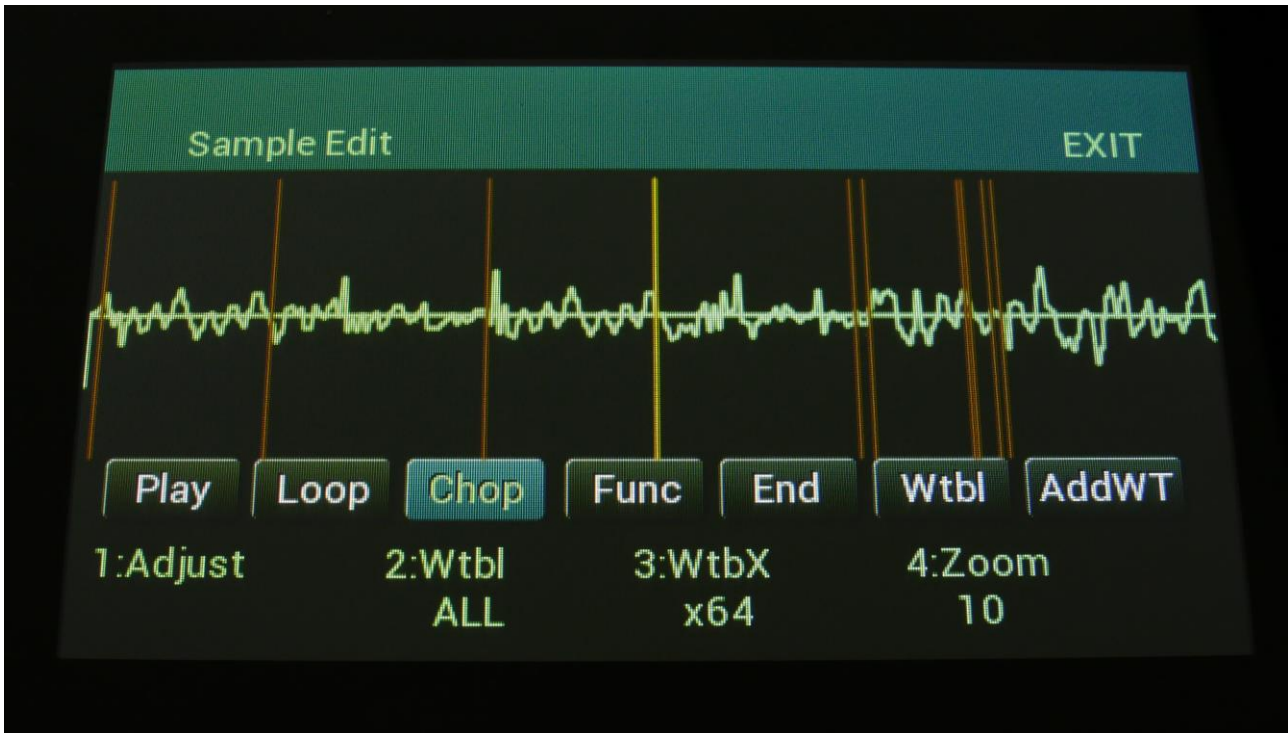 Sample Edit EXIT
Play Loop Chop Func End Wtbl AddWT
1:Adjust 2:Wtbl 3:WtbX 4:Zoom
ALL x64 10